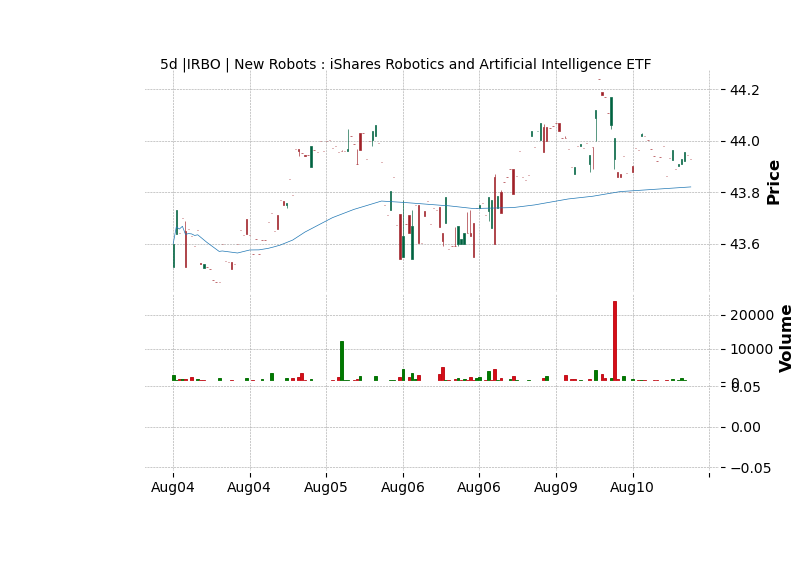 5d |IRBO | New Robots : iShares Robotics and Artificial Intelligence ETF
44.2
44.0
43.8
43.6
Price
20000
10000
0
Volume
0.05
0.00
−0.05
Aug04 Aug04 Aug05 Aug06 Aug06 Aug09 Aug10